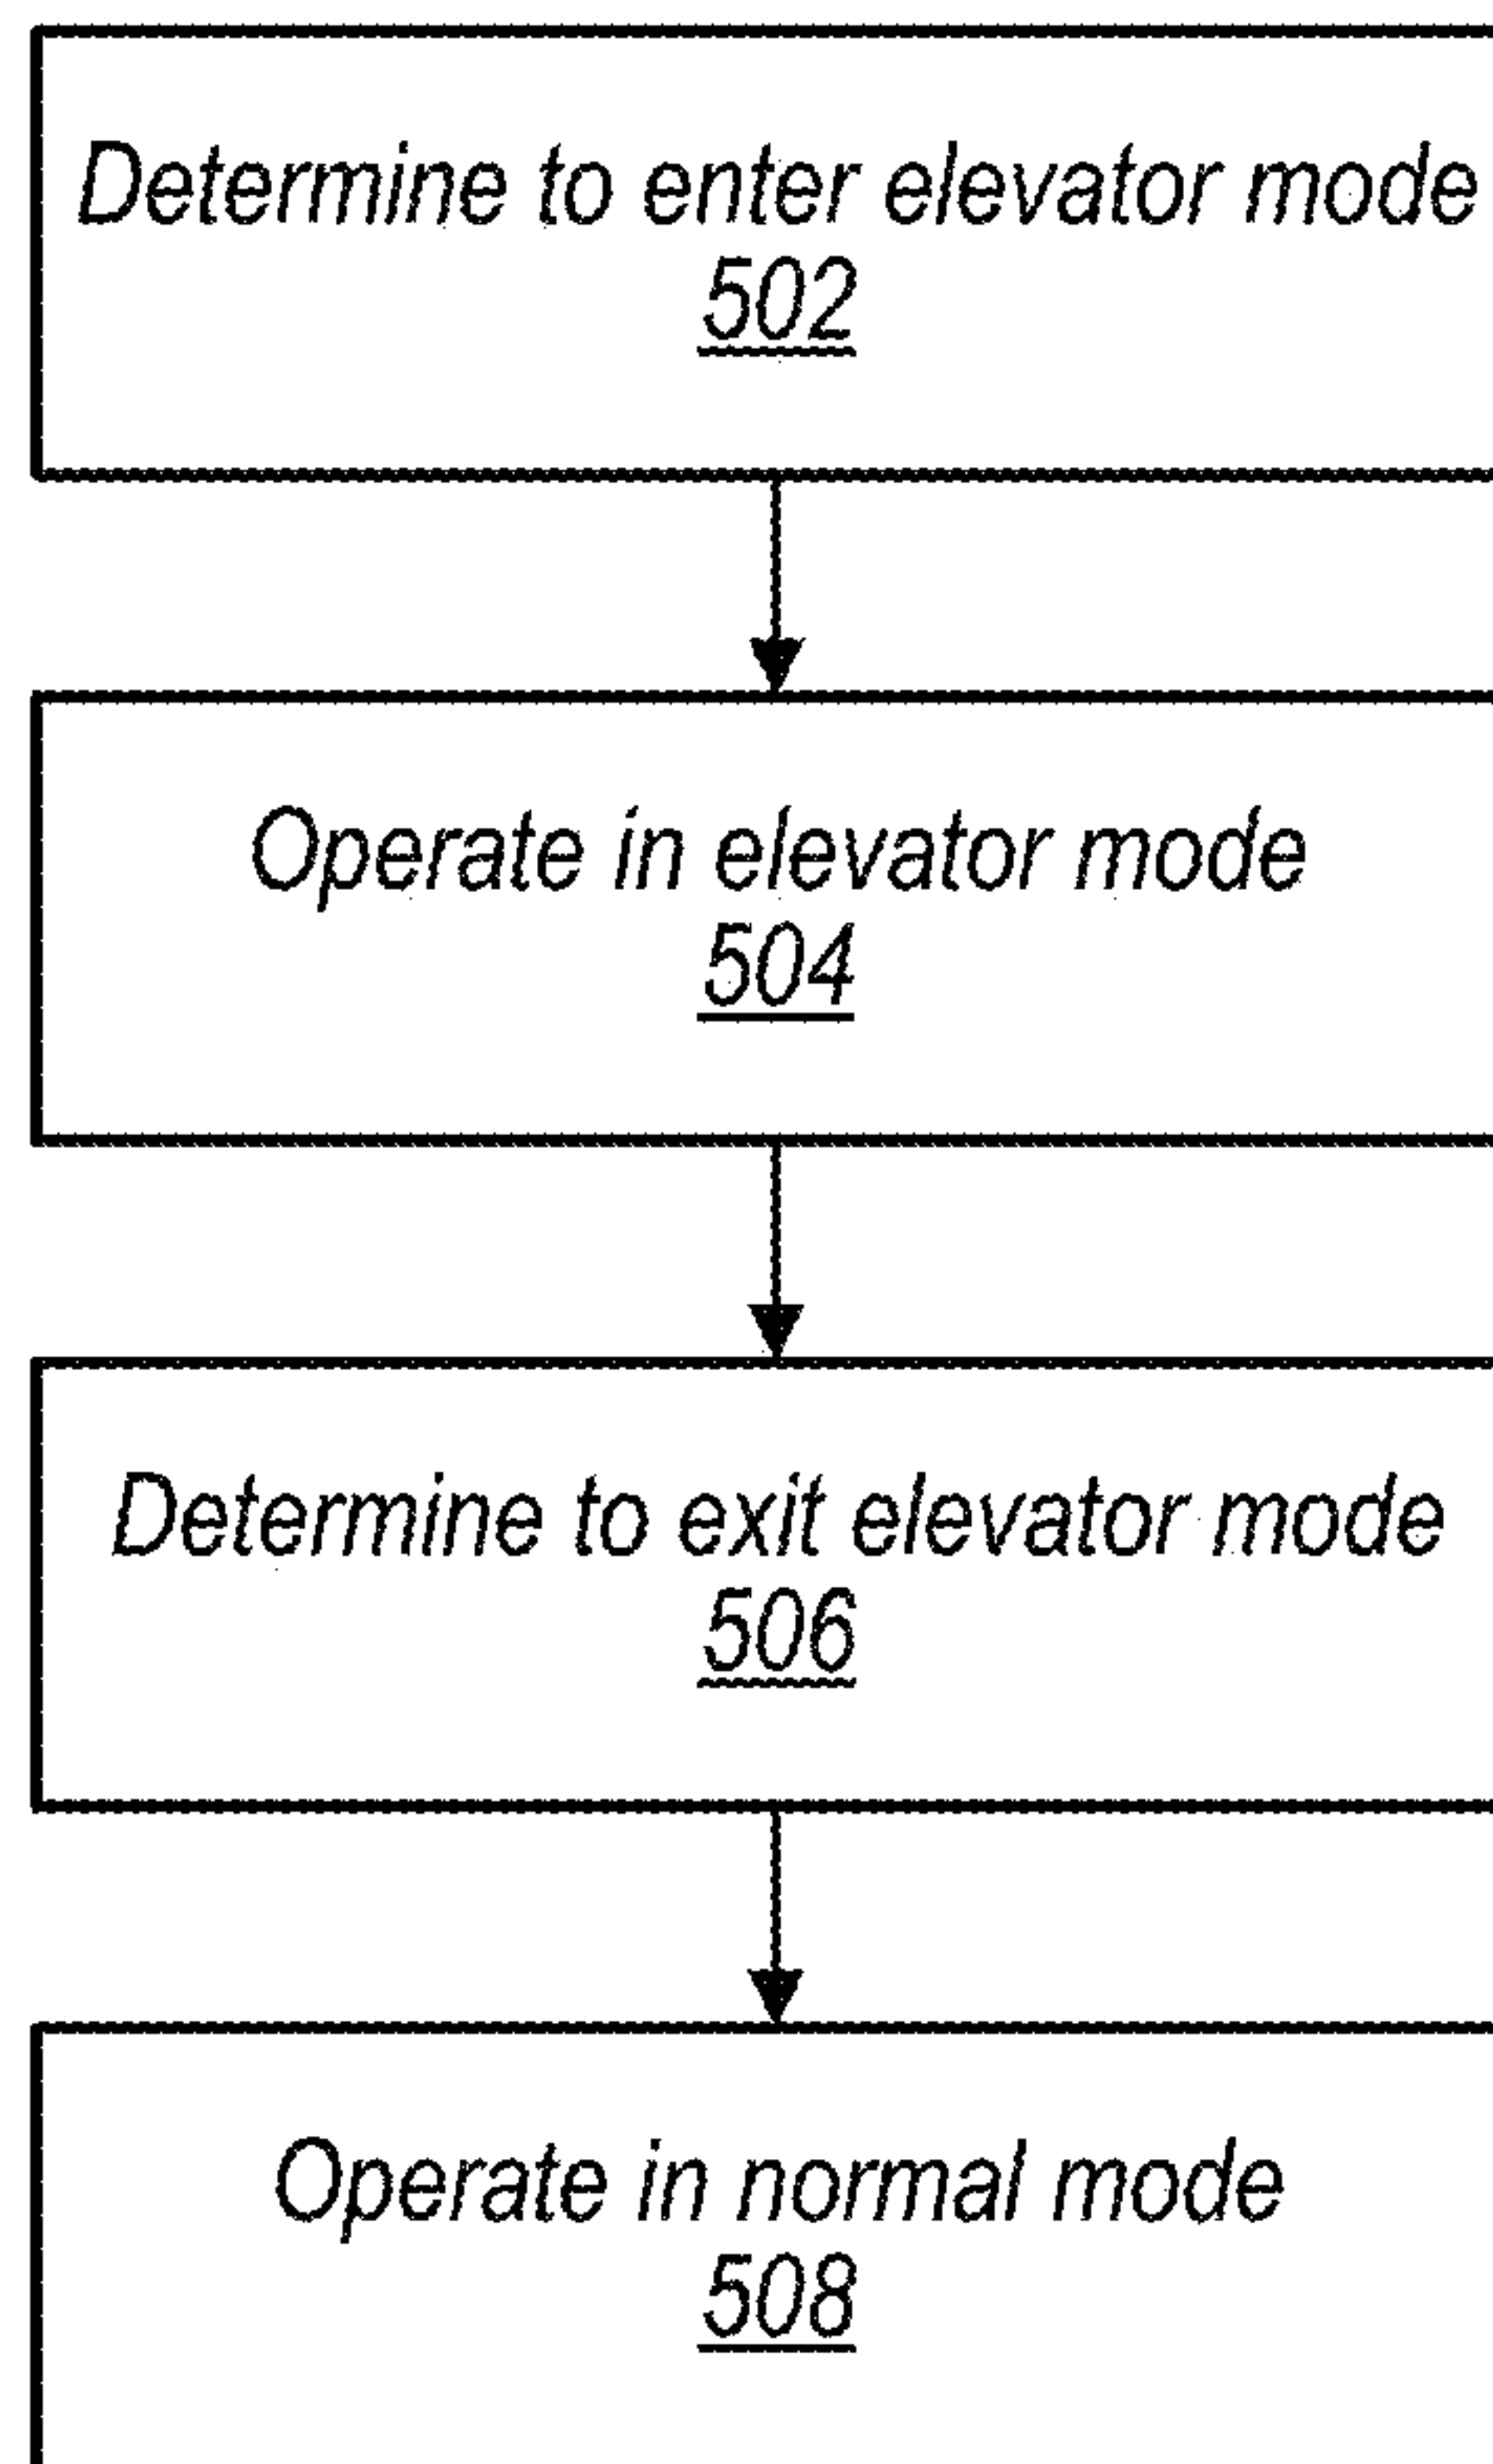 Determine to enter elevator mode
502
Operate in elevator mode
504
Determine to exit elevator mode
506
Operate in normal mode
508